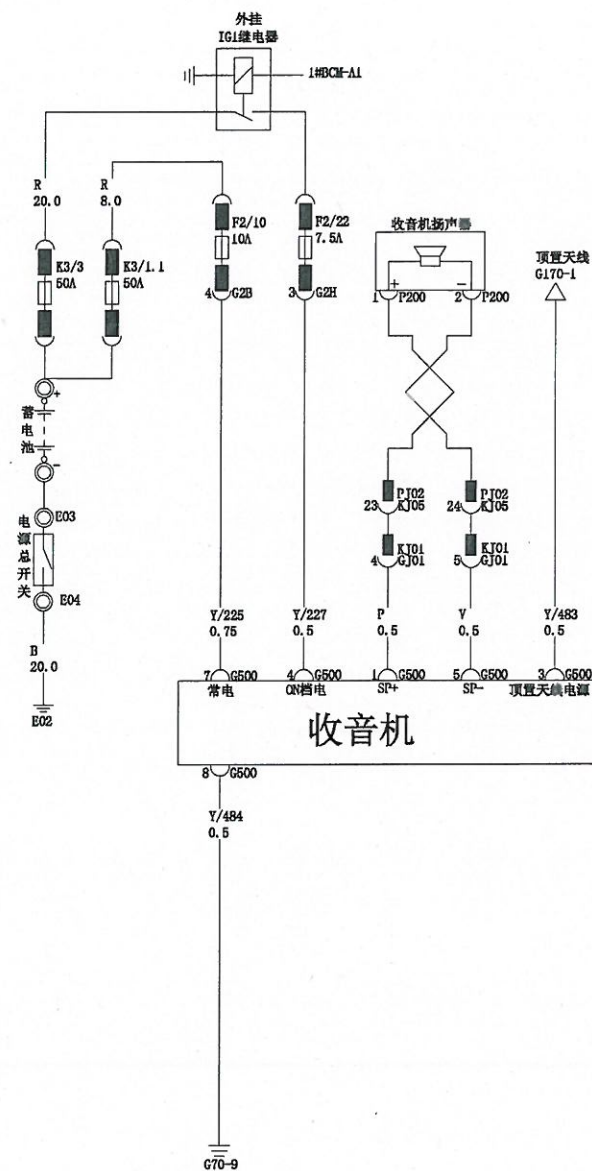 外挂
IG1继电器
1#BCM-A1
R
20.0
R
8.0
K3/3
50A
K3/1.1
50A
F2/10
10A
F2/22
7.5A
4 G2B
3 G2H
收音机扬声器
+ −
1 P200
2 P200
顶置天线
G170-1
+
蓄电池
−
E03
电源总开关
E04
B
20.0
E02
PJ02
23 KJ05
PJ02
24 KJ05
KJ01
4 GJ01
KJ01
5 GJ01
Y/225
0.75
Y/227
0.5
P
0.5
V
0.5
Y/483
0.5
7 G500
4 G500
1 G500
5 G500
3 G500
常电
ON档电
SP+
SP-
顶置天线电源
收音机
8 G500
Y/484
0.5
G70-9